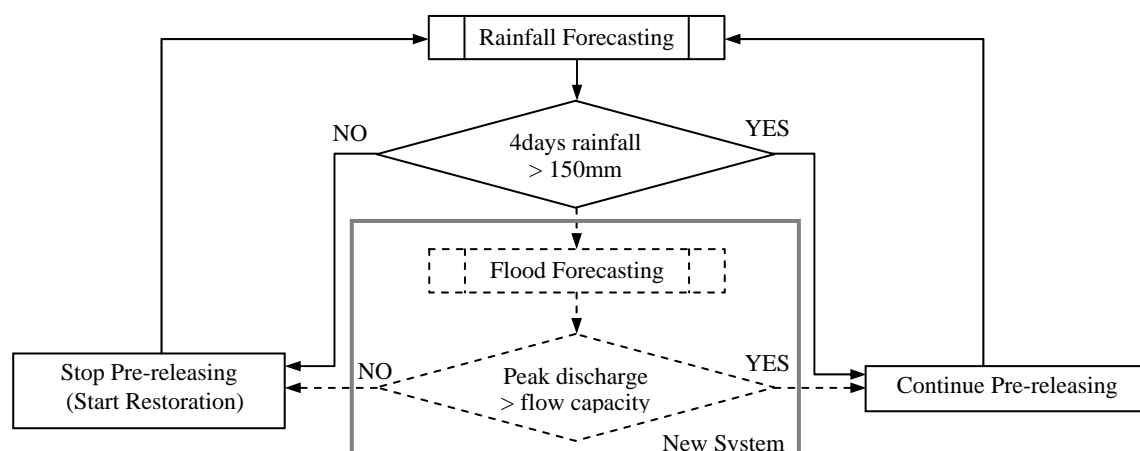 Rainfall Forecasting
NO
YES
4days rainfall
> 150mm
Flood Forecasting
Stop Pre-releasing
(Start Restoration)
NO
Peak discharge
> flow capacity
YES
Continue Pre-releasing
New System